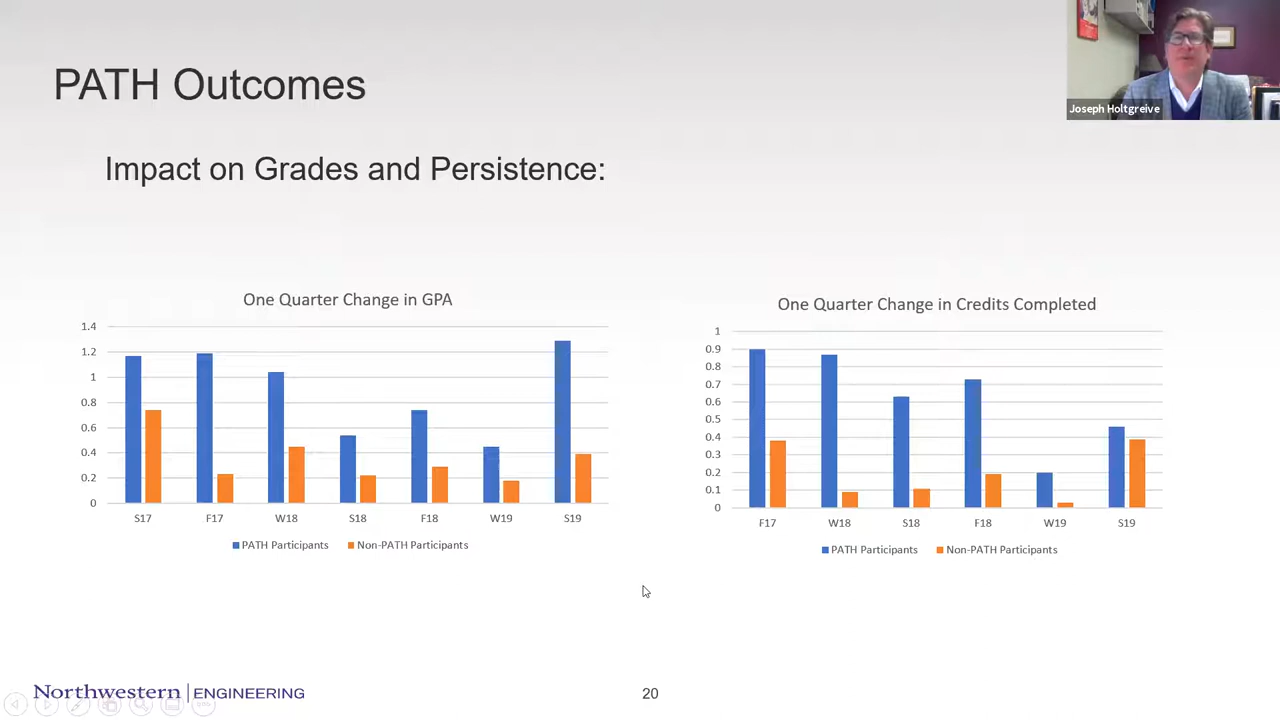 PATH Outcomes
Joseph Holtgreive
Impact on Grades and Persistence:
One Quarter Change in GPA
1.4
1.2
1
0.8
0.6
0.4
0.2
0
S17 F17 W18 S18 F18 W19 S19
PATH Participants Non-PATH Participants
One Quarter Change in Credits Completed
1
0.9
0.8
0.7
0.6
0.5
0.4
0.3
0.2
0.1
0
F17 W18 S18 F18 W19 S19
PATH Participants Non-PATH Participants
Northwestern ENGINEERING
20